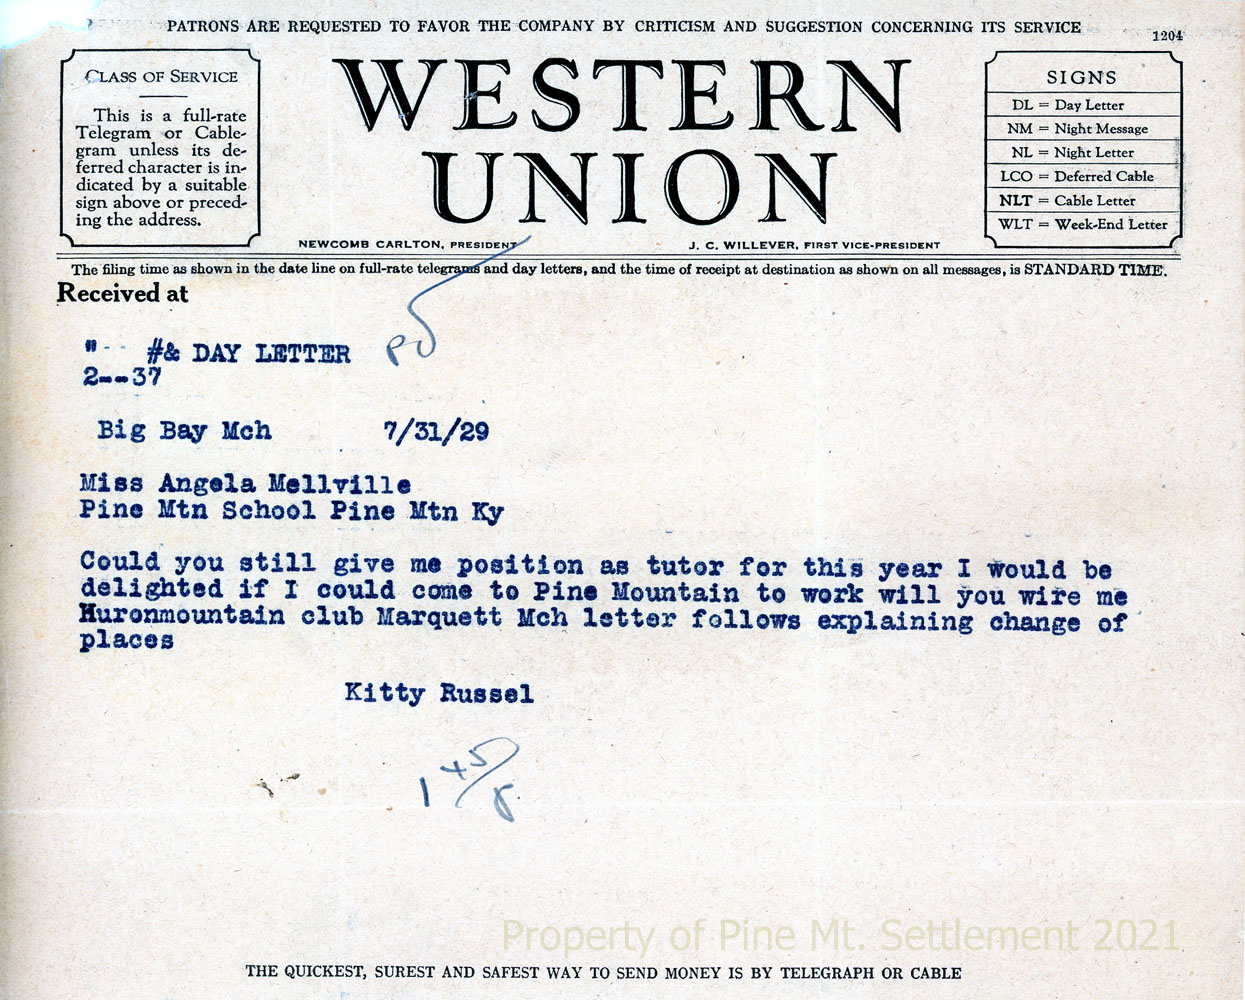 PATRONS ARE REQUESTED TO FAVOR THE COMPANY BY CRITICISM AND SUGGESTION CONCERNING ITS SERVICE
1204
CLASS OF SERVICE
This is a full-rate
Telegram or Cable-
gram unless its de-
ferred character is in-
dicated by a suitable
sign above or preced-
ing the address.
WESTERN
UNION
NEWCOMB CARLTON, PRESIDENT
J. C. WILLEVER, FIRST VICE-PRESIDENT
SIGNS
DL = Day Letter
NM = Night Message
NL = Night Letter
LCO = Deferred Cable
NLT = Cable Letter
WLT = Week-End Letter
The filing time as shown in the date line on full-rate telegrams and day letters, and the time of receipt at destination as shown on all messages, is STANDARD TIME.
Received at
" #& DAY LETTER
2--37
Big Bay Mch 7/31/29
Miss Angela Mellville
Pine Mtn School Pine Mtn Ky
Could you still give me position as tutor for this year I would be
delighted if I could come to Pine Mountain to work will you wire me
Huronmountain club Marquett Mch letter follows explaining change of
places
Kitty Russel
1 45
Property of Pine Mt. Settlement 2021
THE QUICKEST, SUREST AND SAFEST WAY TO SEND MONEY IS BY TELEGRAPH OR CABLE